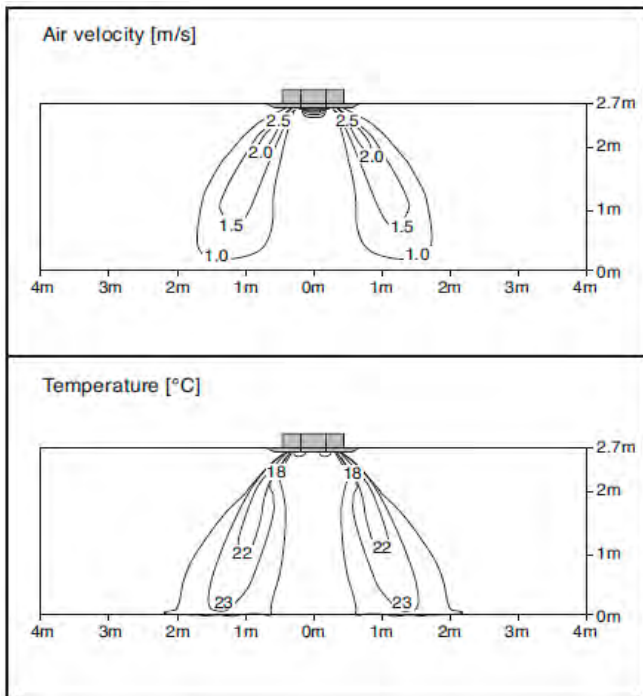 Air velocity [m/s]
2.7m
2.5 2.5
2.0 2.0
2m
1m
1.5 1.5
1.0 1.0
0m
4m 3m 2m 1m 0m 1m 2m 3m 4m
Temperature [°C]
2.7m
18 18
2m
22 22
1m
23 23
0m
4m 3m 2m 1m 0m 1m 2m 3m 4m